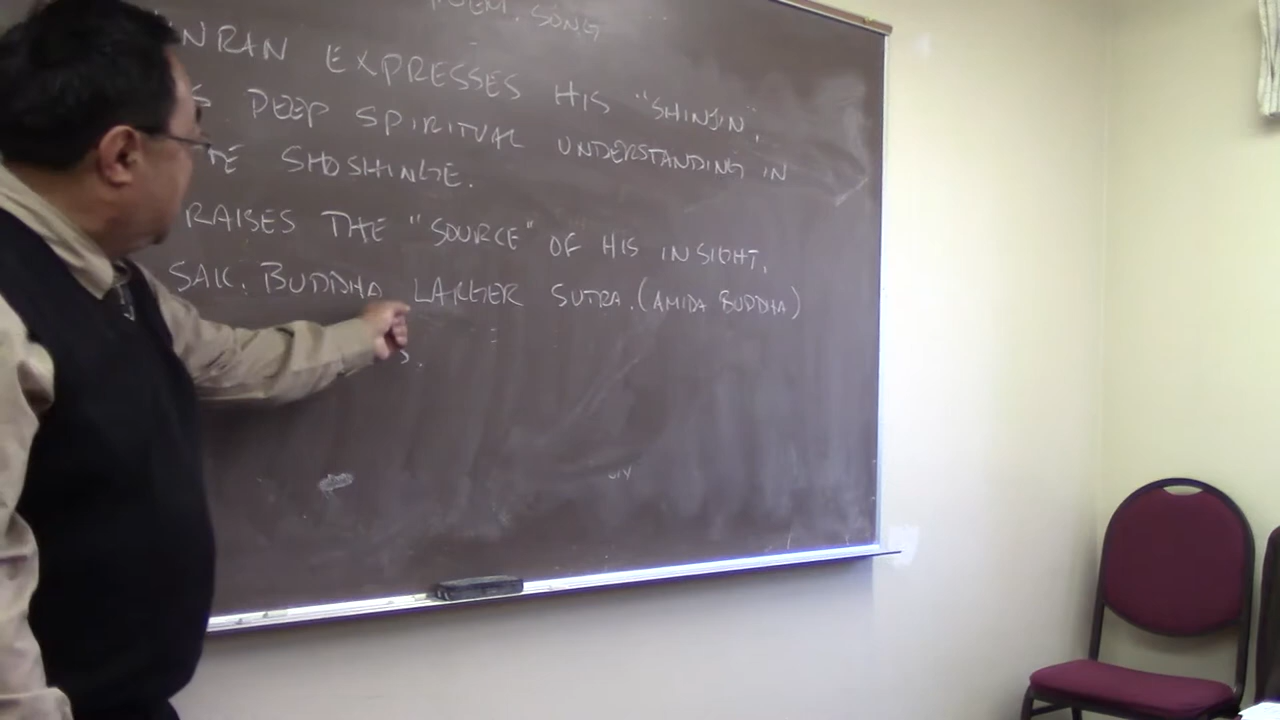 POEM. SONG
NRAN EXPRESSES HIS "SHINJIN",
S DEEP SPIRITUAL UNDERSTANDING IN
SHOSHINGE.
RAISES THE "SOURCE" OF HIS INSIGHT,
SAK. BUDDHA LARGER SUTRA. (AMIDA BUDDHA)